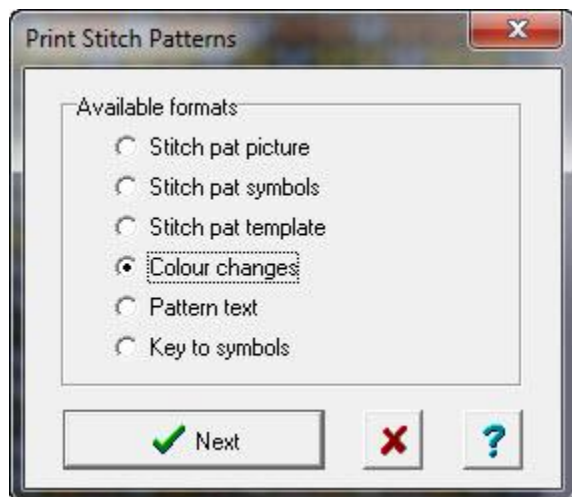 Print Stitch Patterns
Available formats
Stitch pat picture
Stitch pat symbols
Stitch pat template
Colour changes
Pattern text
Key to symbols
Next